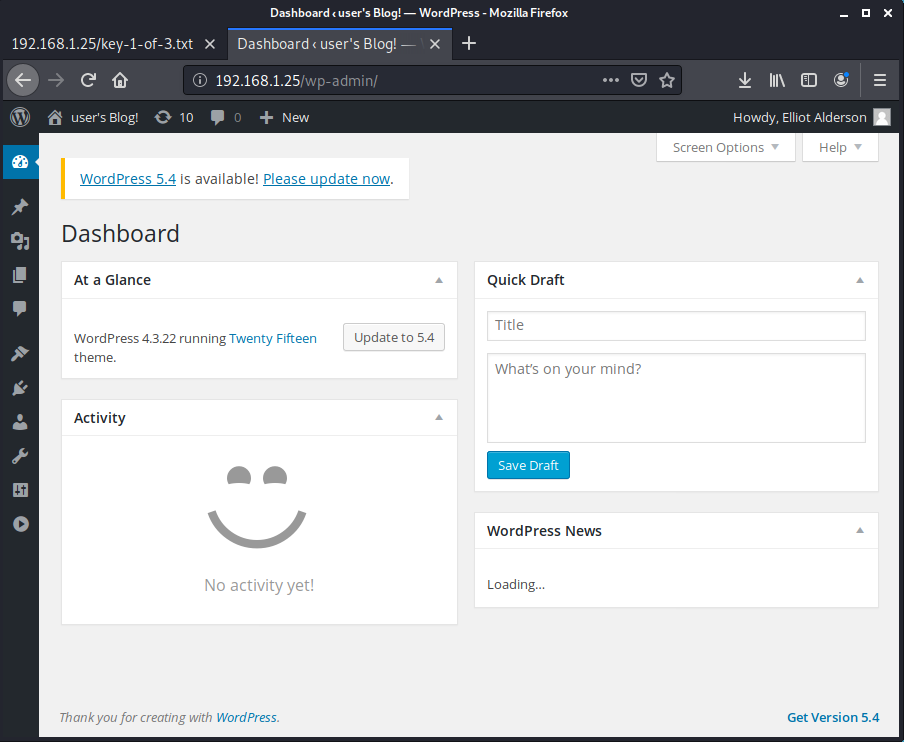 Dashboard ‹ user's Blog! — WordPress - Mozilla Firefox
192.168.1.25/key-1-of-3.txt
Dashboard ‹ user's Blog! —
192.168.1.25/wp-admin/
user's Blog! 10 0 New Howdy, Elliot Alderson
Screen Options Help
WordPress 5.4 is available! Please update now.
Dashboard
At a Glance
WordPress 4.3.22 running Twenty Fifteen
theme.
Update to 5.4
Activity
No activity yet!
Quick Draft
Title
What's on your mind?
Save Draft
WordPress News
Loading...
Thank you for creating with WordPress.
Get Version 5.4